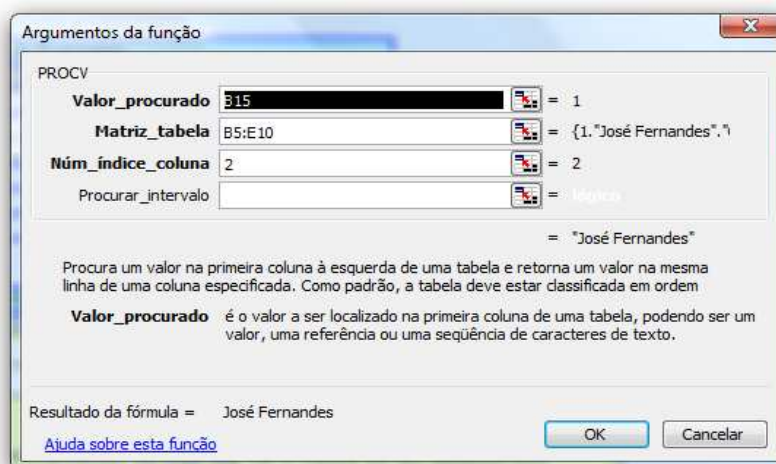 Argumentos da função
PROCV
Valor_procurado B15 = 1
Matriz_tabela B5:E10 = {1."José Fernandes"."
Núm_índice_coluna 2 = 2
Procurar_intervalo = lógico
= "José Fernandes"
Procura um valor na primeira coluna à esquerda de uma tabela e retorna um valor na mesma
linha de uma coluna especificada. Como padrão, a tabela deve estar classificada em ordem
Valor_procurado é o valor a ser localizado na primeira coluna de uma tabela, podendo ser um
valor, uma referência ou uma seqüência de caracteres de texto.
Resultado da fórmula = José Fernandes
Ajuda sobre esta função
OK Cancelar